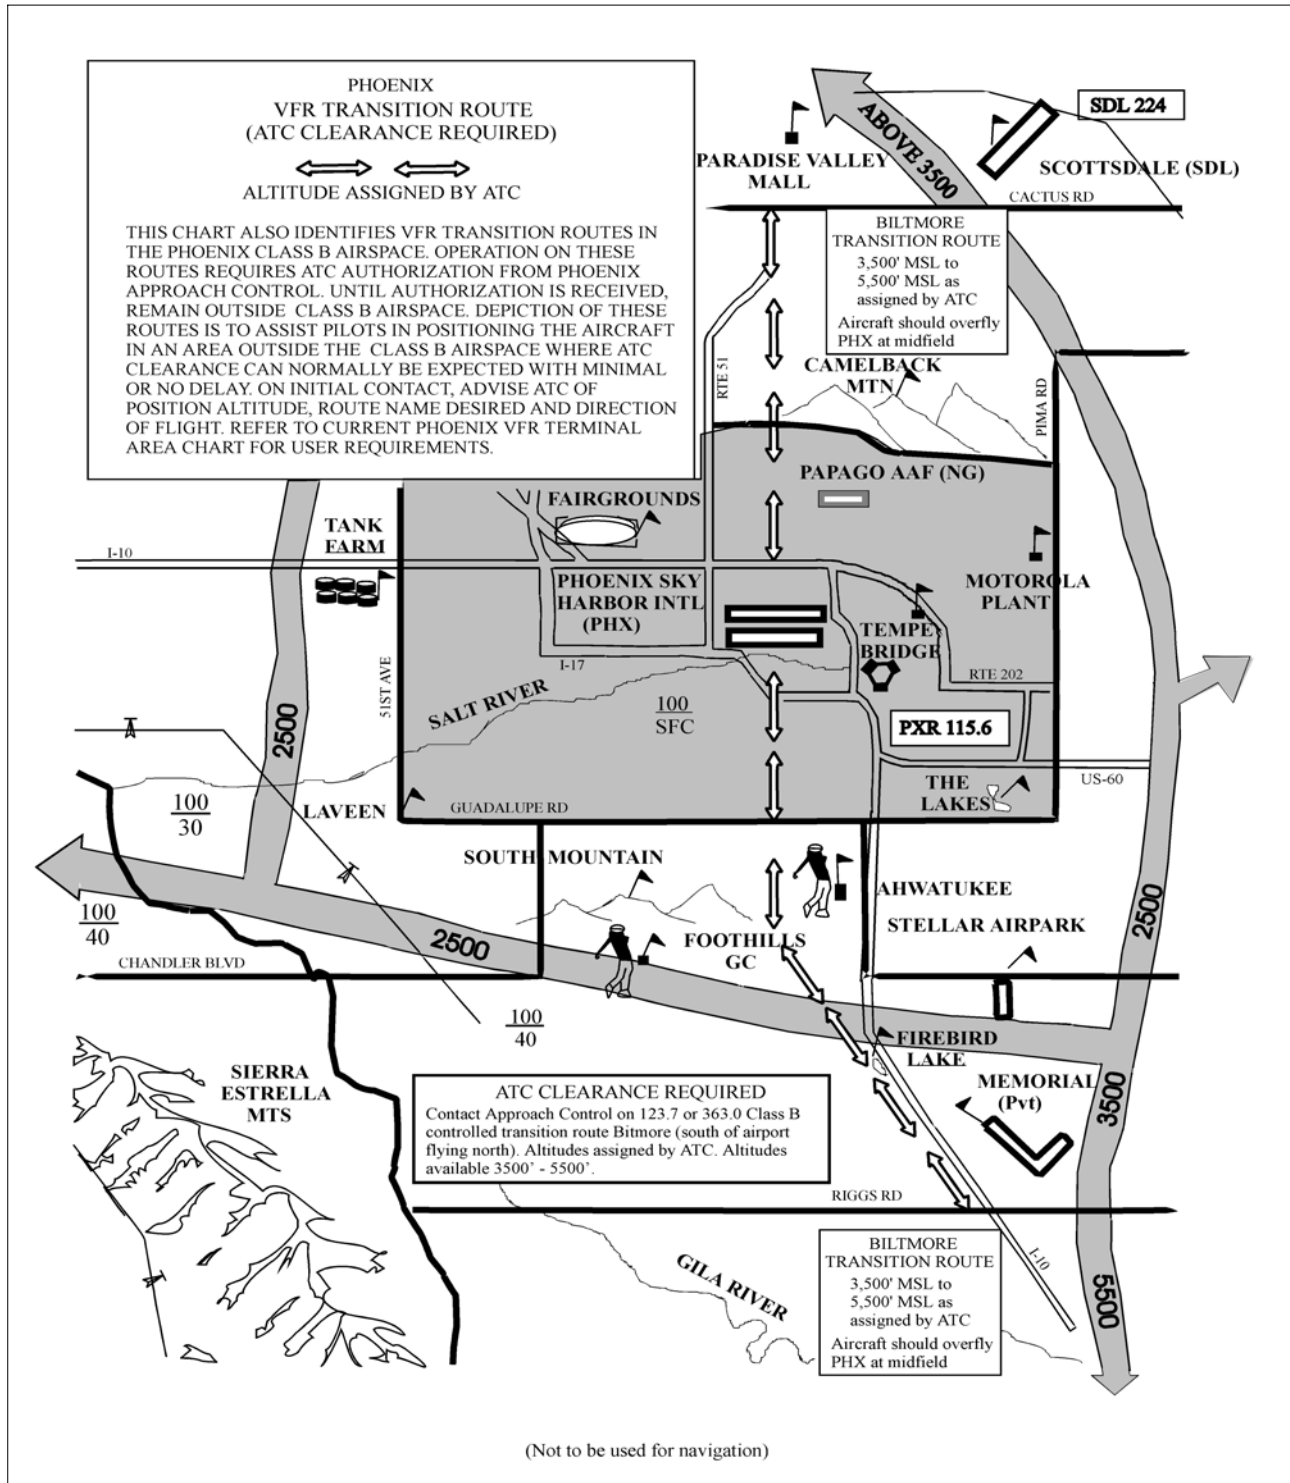 PHOENIX
VFR TRANSITION ROUTE
(ATC CLEARANCE REQUIRED)
ALTITUDE ASSIGNED BY ATC
THIS CHART ALSO IDENTIFIES VFR TRANSITION ROUTES IN
THE PHOENIX CLASS B AIRSPACE. OPERATION ON THESE
ROUTES REQUIRES ATC AUTHORIZATION FROM PHOENIX
APPROACH CONTROL. UNTIL AUTHORIZATION IS RECEIVED,
REMAIN OUTSIDE CLASS B AIRSPACE. DEPICTION OF THESE
ROUTES IS TO ASSIST PILOTS IN POSITIONING THE AIRCRAFT
IN AN AREA OUTSIDE THE CLASS B AIRSPACE WHERE ATC
CLEARANCE CAN NORMALLY BE EXPECTED WITH MINIMAL
OR NO DELAY. ON INITIAL CONTACT, ADVISE ATC OF
POSITION ALTITUDE, ROUTE NAME DESIRED AND DIRECTION
OF FLIGHT. REFER TO CURRENT PHOENIX VFR TERMINAL
AREA CHART FOR USER REQUIREMENTS.
ABOVE 3500
SDL 224
PARADISE VALLEY
MALL
SCOTTSDALE (SDL)
CACTUS RD
BILTMORE
TRANSITION ROUTE
3,500' MSL to
5,500' MSL as
assigned by ATC
Aircraft should overfly
PHX at midfield
RTE 51
CAMELBACK
MTN
PIMA RD
PAPAGO AAF (NG)
FAIRGROUNDS
TANK
FARM
I-10
PHOENIX SKY
HARBOR INTL
(PHX)
MOTOROLA
PLANT
TEMPE
BRIDGE
I-17
RTE 202
51ST AVE
SALT RIVER
100
SFC
2500
PXR 115.6
US-60
THE
LAKES
100
30
LAVEEN
GUADALUPE RD
SOUTH MOUNTAIN
AHWATUKEE
STELLAR AIRPARK
2500
100
40
2500
FOOTHILLS
GC
CHANDLER BLVD
100
40
FIREBIRD
LAKE
SIERRA
ESTRELLA
MTS
MEMORIAL
(Pvt)
3500
ATC CLEARANCE REQUIRED
Contact Approach Control on 123.7 or 363.0 Class B
controlled transition route Bitmore (south of airport
flying north). Altitudes assigned by ATC. Altitudes
available 3500’ - 5500’.
RIGGS RD
GILA RIVER
BILTMORE
TRANSITION ROUTE
3,500' MSL to
5,500' MSL as
assigned by ATC
Aircraft should overfly
PHX at midfield
I-10
5500
(Not to be used for navigation)